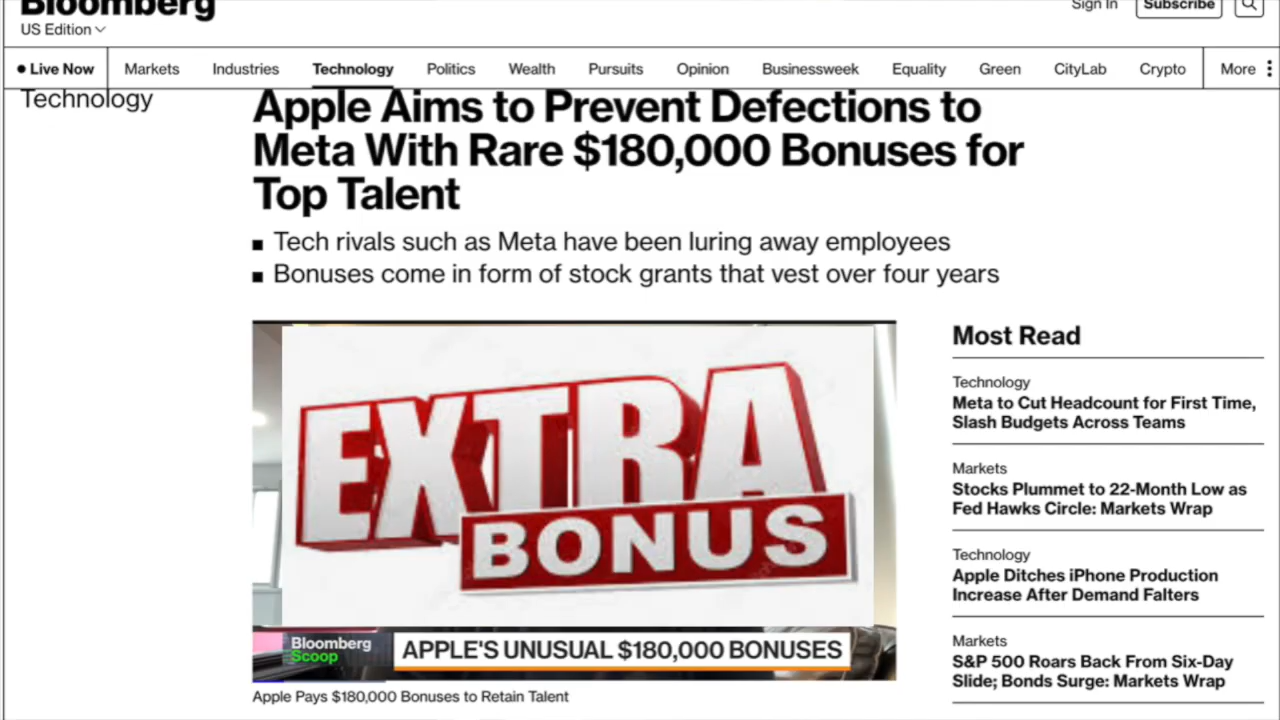 Bloomberg
Sign In
Subscribe
US Edition
Live Now
Markets
Industries
Technology
Politics
Wealth
Pursuits
Opinion
Businessweek
Equality
Green
CityLab
Crypto
More
Technology
Apple Aims to Prevent Defections to
Meta With Rare $180,000 Bonuses for
Top Talent
Tech rivals such as Meta have been luring away employees
Bonuses come in form of stock grants that vest over four years
EXTRA
BONUS
Bloomberg
Scoop
APPLE'S UNUSUAL $180,000 BONUSES
Apple Pays $180,000 Bonuses to Retain Talent
Most Read
Technology
Meta to Cut Headcount for First Time,
Slash Budgets Across Teams
Markets
Stocks Plummet to 22-Month Low as
Fed Hawks Circle: Markets Wrap
Technology
Apple Ditches iPhone Production
Increase After Demand Falters
Markets
S&P 500 Roars Back From Six-Day
Slide; Bonds Surge: Markets Wrap